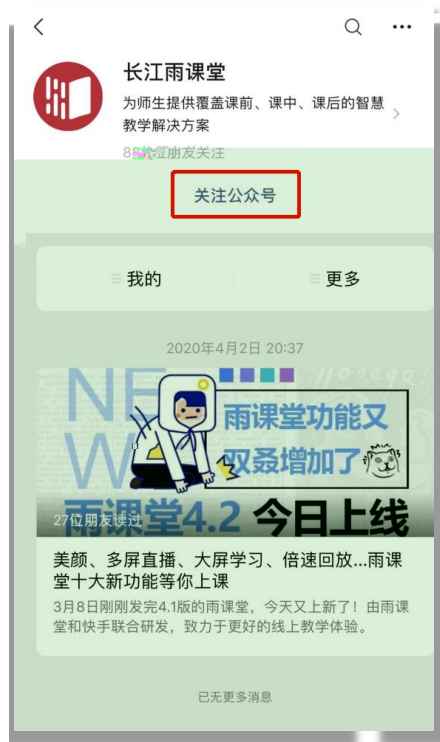 长江雨课堂
为师生提供覆盖课前、课中、课后的智慧
教学解决方案
朋友关注
关注公众号
我的
更多
2020年4月2日 20:37
NEW
雨课堂功能又
双叒增加了
27位朋友读过
雨课堂4.2 今日上线
美颜、多屏直播、大屏学习、倍速回放...雨课
堂十大新功能等你上课
3月8日刚刚发完4.1版的雨课堂，今天又上新了！由雨课
堂和快手联合研发，致力于更好的线上教学体验。
已无更多消息